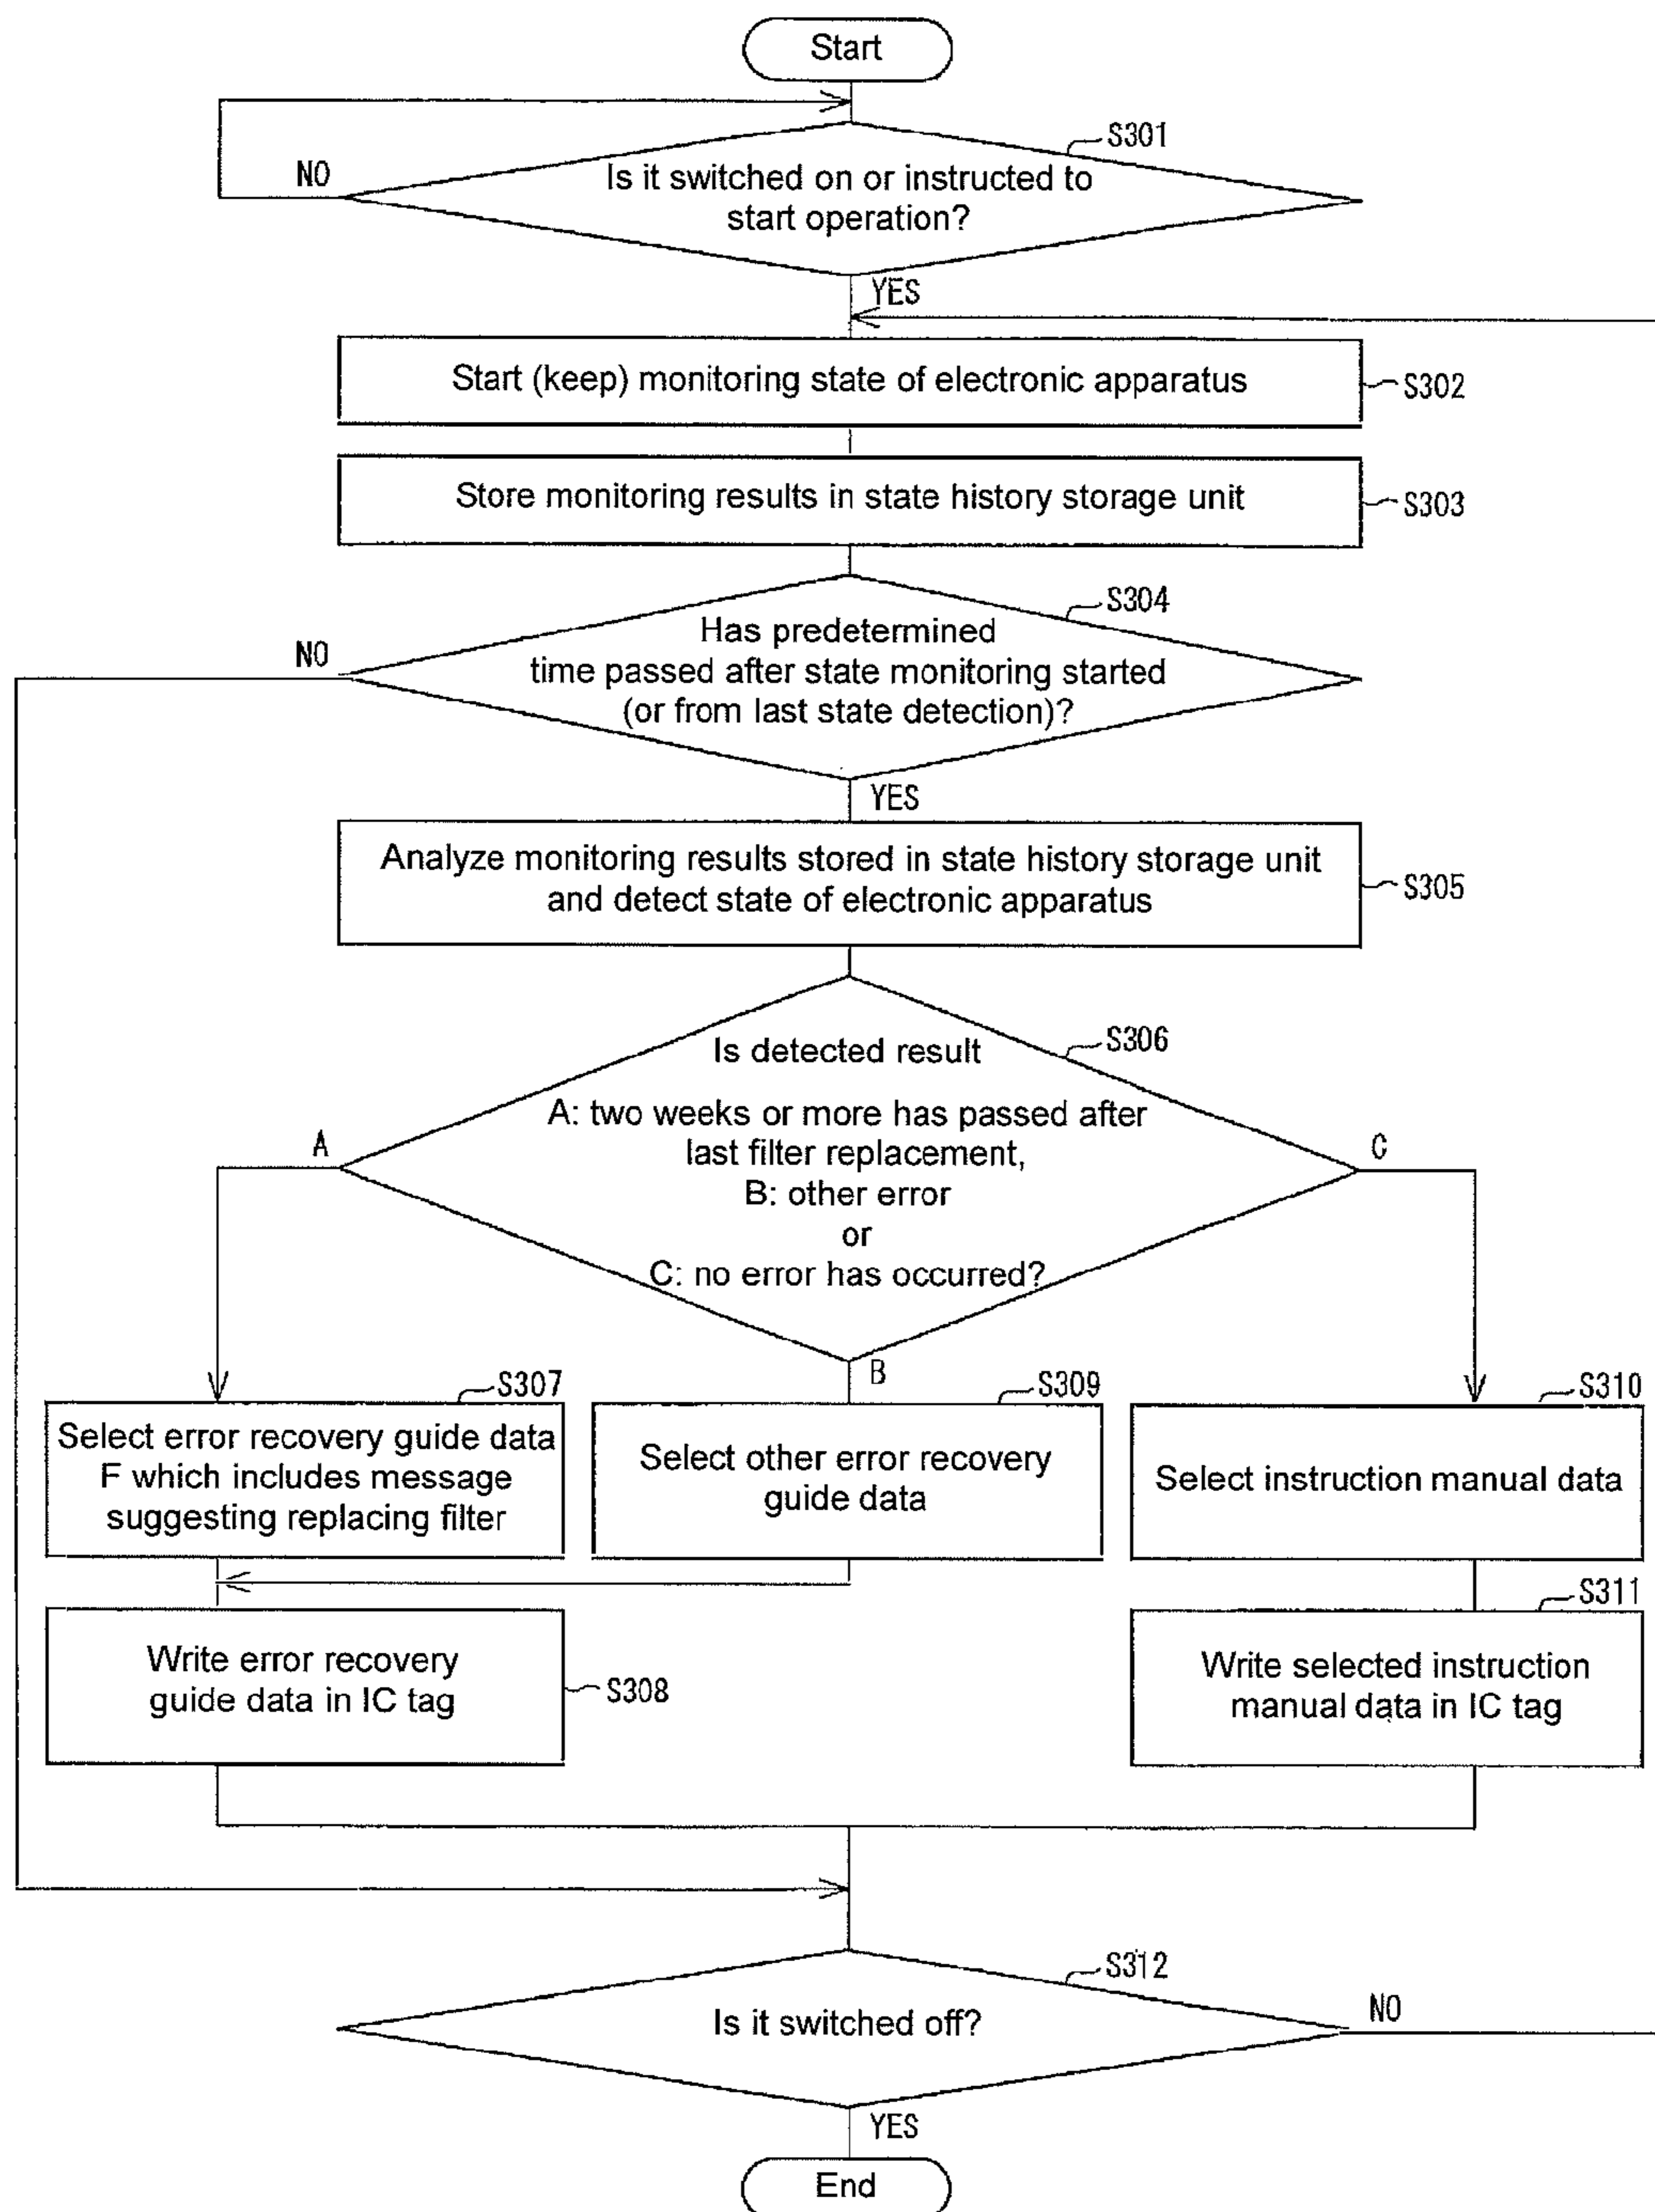 Start
S301
NO
Is it switched on or instructed to
start operation?
YES
Start (keep) monitoring state of electronic apparatus
S302
Store monitoring results in state history storage unit
S303
S304
NO
Has predetermined
time passed after state monitoring started
(or from last state detection)?
YES
Analyze monitoring results stored in state history storage unit
and detect state of electronic apparatus
S305
S306
Is detected result
A: two weeks or more has passed after
last filter replacement,
B: other error
or
C: no error has occurred?
A
C
B
S307
Select error recovery guide data
F which includes message
suggesting replacing filter
S309
Select other error recovery
guide data
S310
Select instruction manual data
Write error recovery
guide data in IC tag
S308
S311
Write selected instruction
manual data in IC tag
S312
Is it switched off?
NO
YES
End